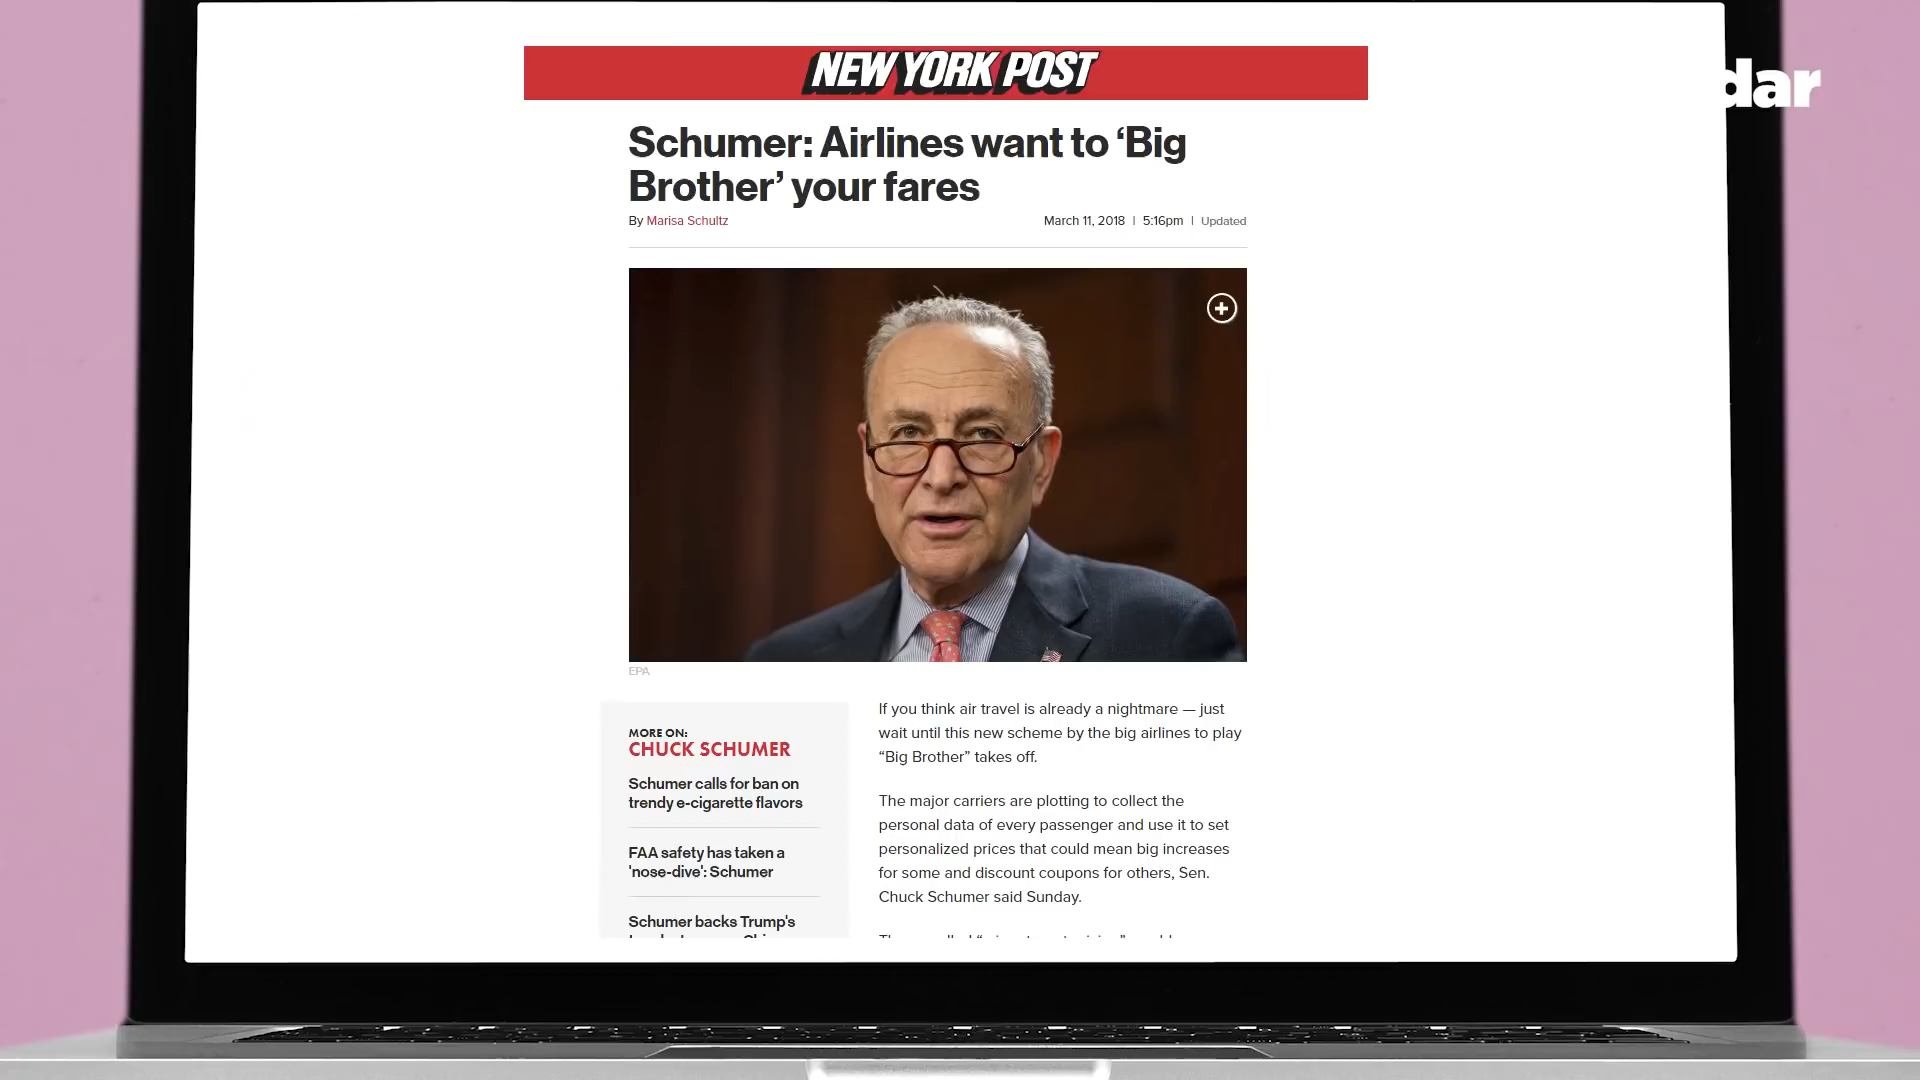 NEW YORK POST
dar
Schumer: Airlines want to ‘Big
Brother’ your fares
By Marisa Schultz
March 11, 2018 | 5:16pm | Updated
EPA
MORE ON:
CHUCK SCHUMER
Schumer calls for ban on
trendy e-cigarette flavors
FAA safety has taken a
'nose-dive': Schumer
Schumer backs Trump's
If you think air travel is already a nightmare — just
wait until this new scheme by the big airlines to play
“Big Brother” takes off.
The major carriers are plotting to collect the
personal data of every passenger and use it to set
personalized prices that could mean big increases
for some and discount coupons for others, Sen.
Chuck Schumer said Sunday.